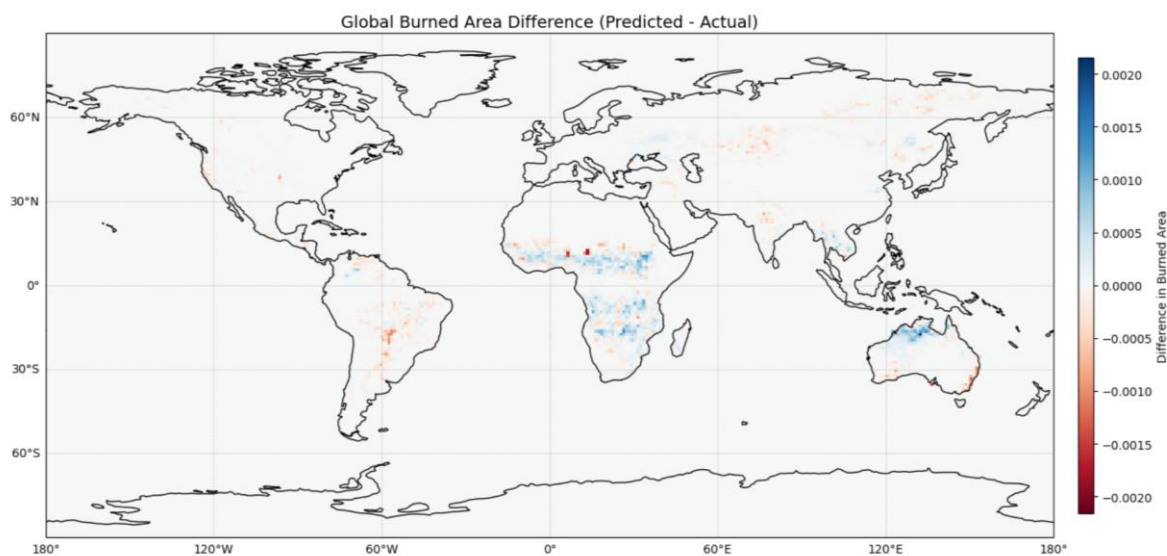 Global Burned Area Difference (Predicted - Actual)
60°N
30°N
0°
30°S
60°S
180°
120°W
60°W
0°
60°E
120°E
180°
0.0020
0.0015
0.0010
0.0005
0.0000
−0.0005
−0.0010
−0.0015
−0.0020
Difference in Burned Area